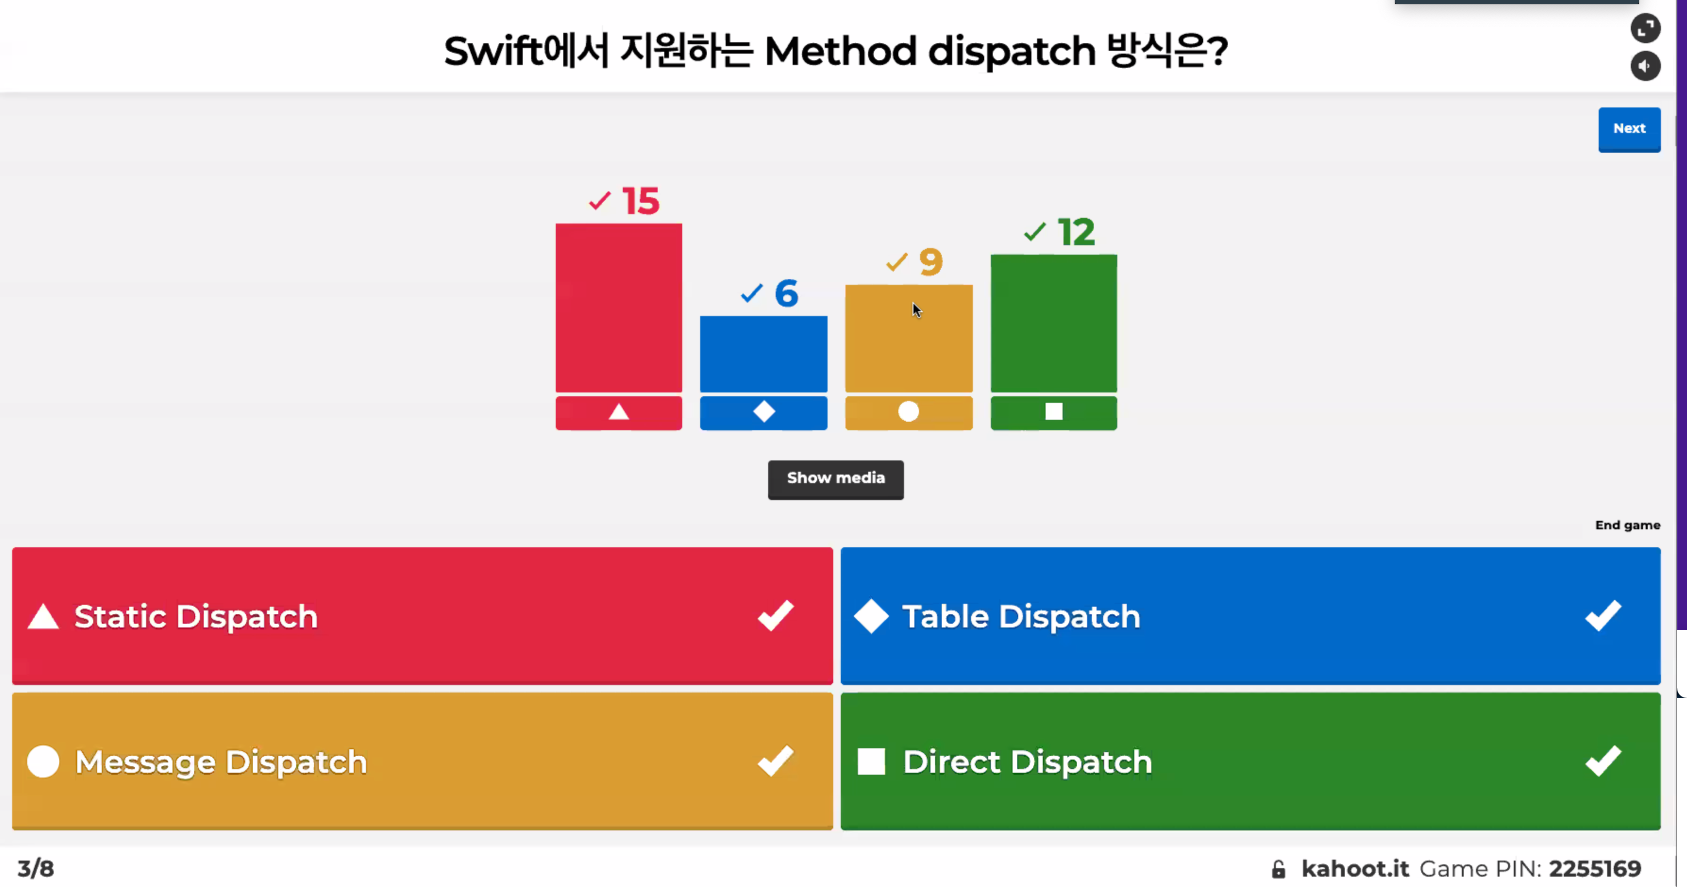 Swift에서 지원하는 Method dispatch 방식은?
Next
15
6
9
12
Show media
End game
Static Dispatch
Table Dispatch
Message Dispatch
Direct Dispatch
3/8
kahoot.it Game PIN: 2255169